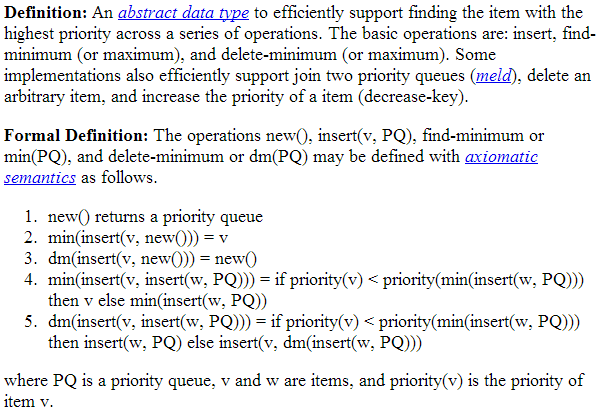 Definition: An abstract data type to efficiently support finding the item with the
highest priority across a series of operations. The basic operations are: insert, find-
minimum (or maximum), and delete-minimum (or maximum). Some
implementations also efficiently support join two priority queues (meld), delete an
arbitrary item, and increase the priority of a item (decrease-key).
Formal Definition: The operations new(), insert(v, PQ), find-minimum or
min(PQ), and delete-minimum or dm(PQ) may be defined with axiomatic
semantics as follows.
1. new() returns a priority queue
2. min(insert(v, new())) = v
3. dm(insert(v, new())) = new()
4. min(insert(v, insert(w, PQ))) = if priority(v) < priority(min(insert(w, PQ)))
then v else min(insert(w, PQ))
5. dm(insert(v, insert(w, PQ))) = if priority(v) < priority(min(insert(w, PQ)))
then insert(w, PQ) else insert(v, dm(insert(w, PQ)))
where PQ is a priority queue, v and w are items, and priority(v) is the priority of
item v.